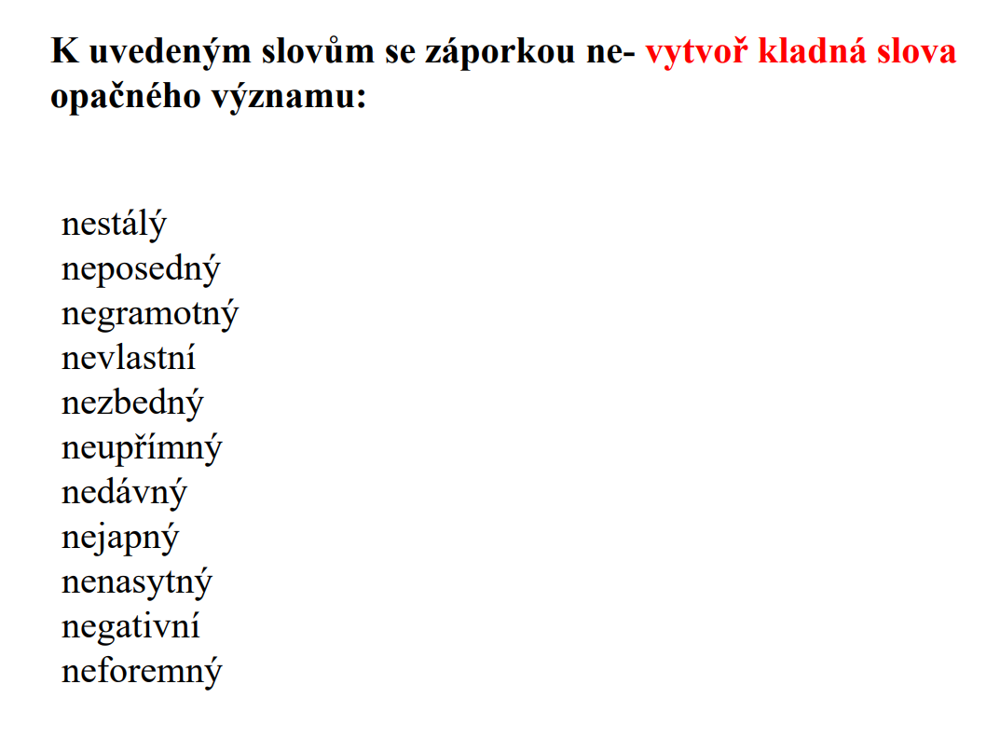 K uvedeným slovům se záporkou ne- vytvoř kladná slova
opačného významu:
nestálý
neposedný
negramotný
nevlastní
nezbedný
neupřímný
nedávný
nejapný
nenasytný
negativní
neforemný